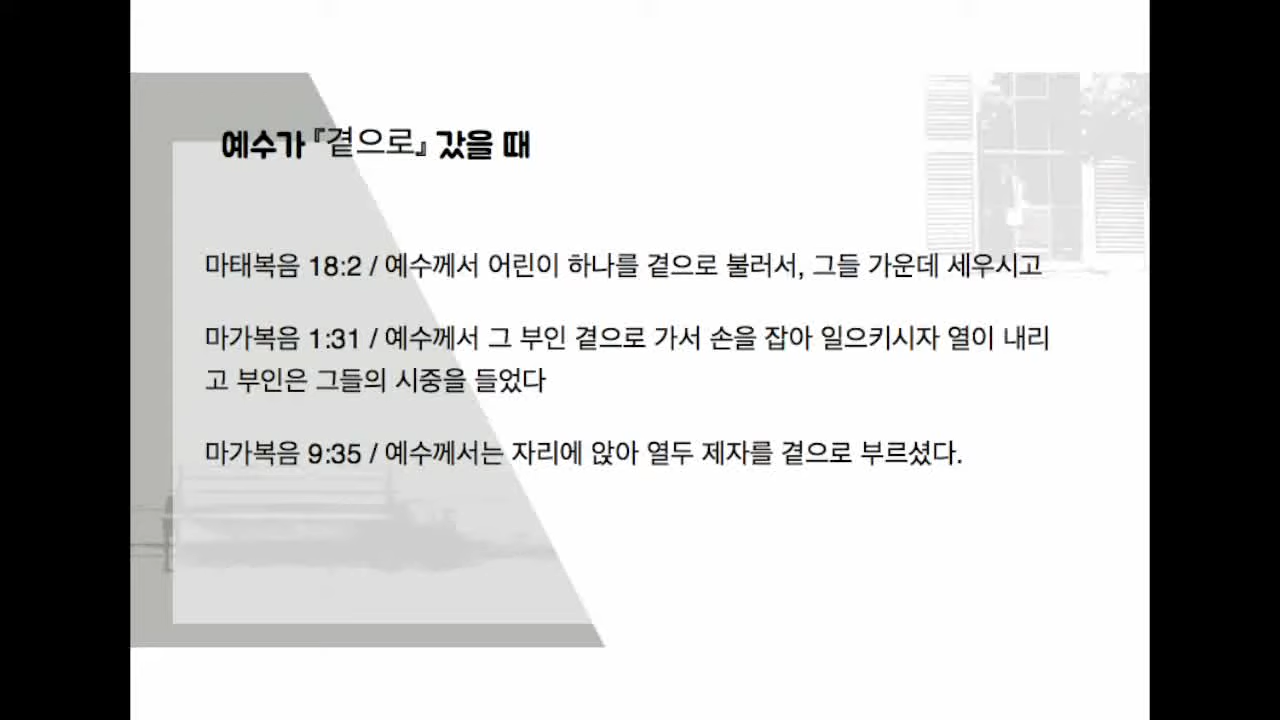 예수가 『곁으로』 갔을 때
마태복음 18:2 / 예수께서 어린이 하나를 곁으로 불러서, 그들 가운데 세우시고
마가복음 1:31 / 예수께서 그 부인 곁으로 가서 손을 잡아 일으키시자 열이 내리
고 부인은 그들의 시중을 들었다
마가복음 9:35 / 예수께서는 자리에 앉아 열두 제자를 곁으로 부르셨다.